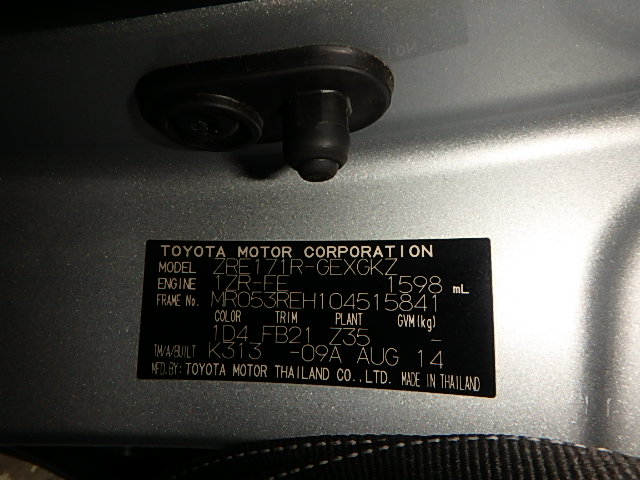 TOYOTA MOTOR CORPORATION
MODEL ZRE171R-GEXGKZ
ENGINE 1ZR-FE 1598 mL
FRAME No. MR053REH104515841
COLOR TRIM PLANT GVM(kg)
1D4 FB21 Z35 -
TM/A/BUILT K313 -09A AUG 14
MFD.BY: TOYOTA MOTOR THAILAND CO.,LTD. MADE IN THAILAND